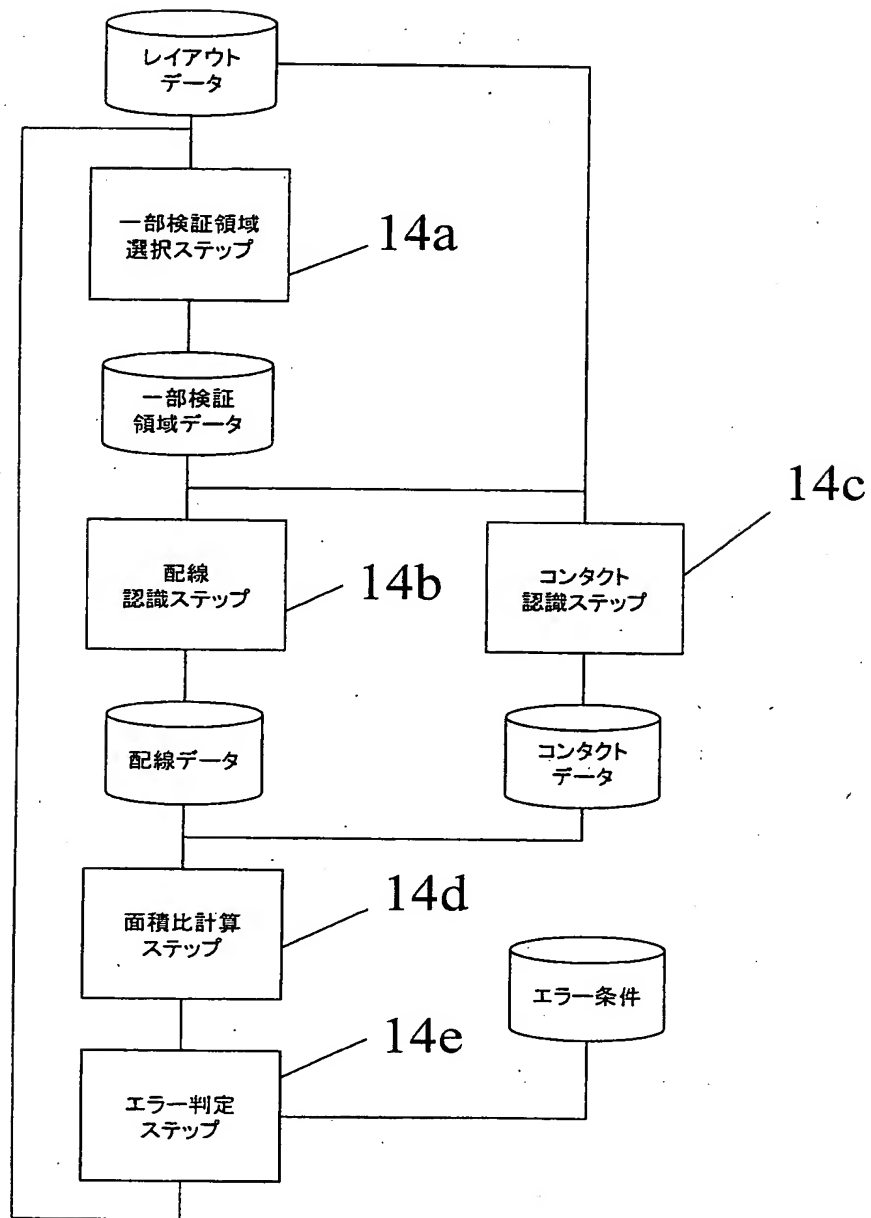 レイアウト
データ
一部検証領域
選択ステップ
14a
一部検証
領域データ
14c
配線
認識ステップ
14b
コンタクト
認識ステップ
配線データ
コンタクト
データ
面積比計算
ステップ
14d
エラー条件
14e
エラー判定
ステップ